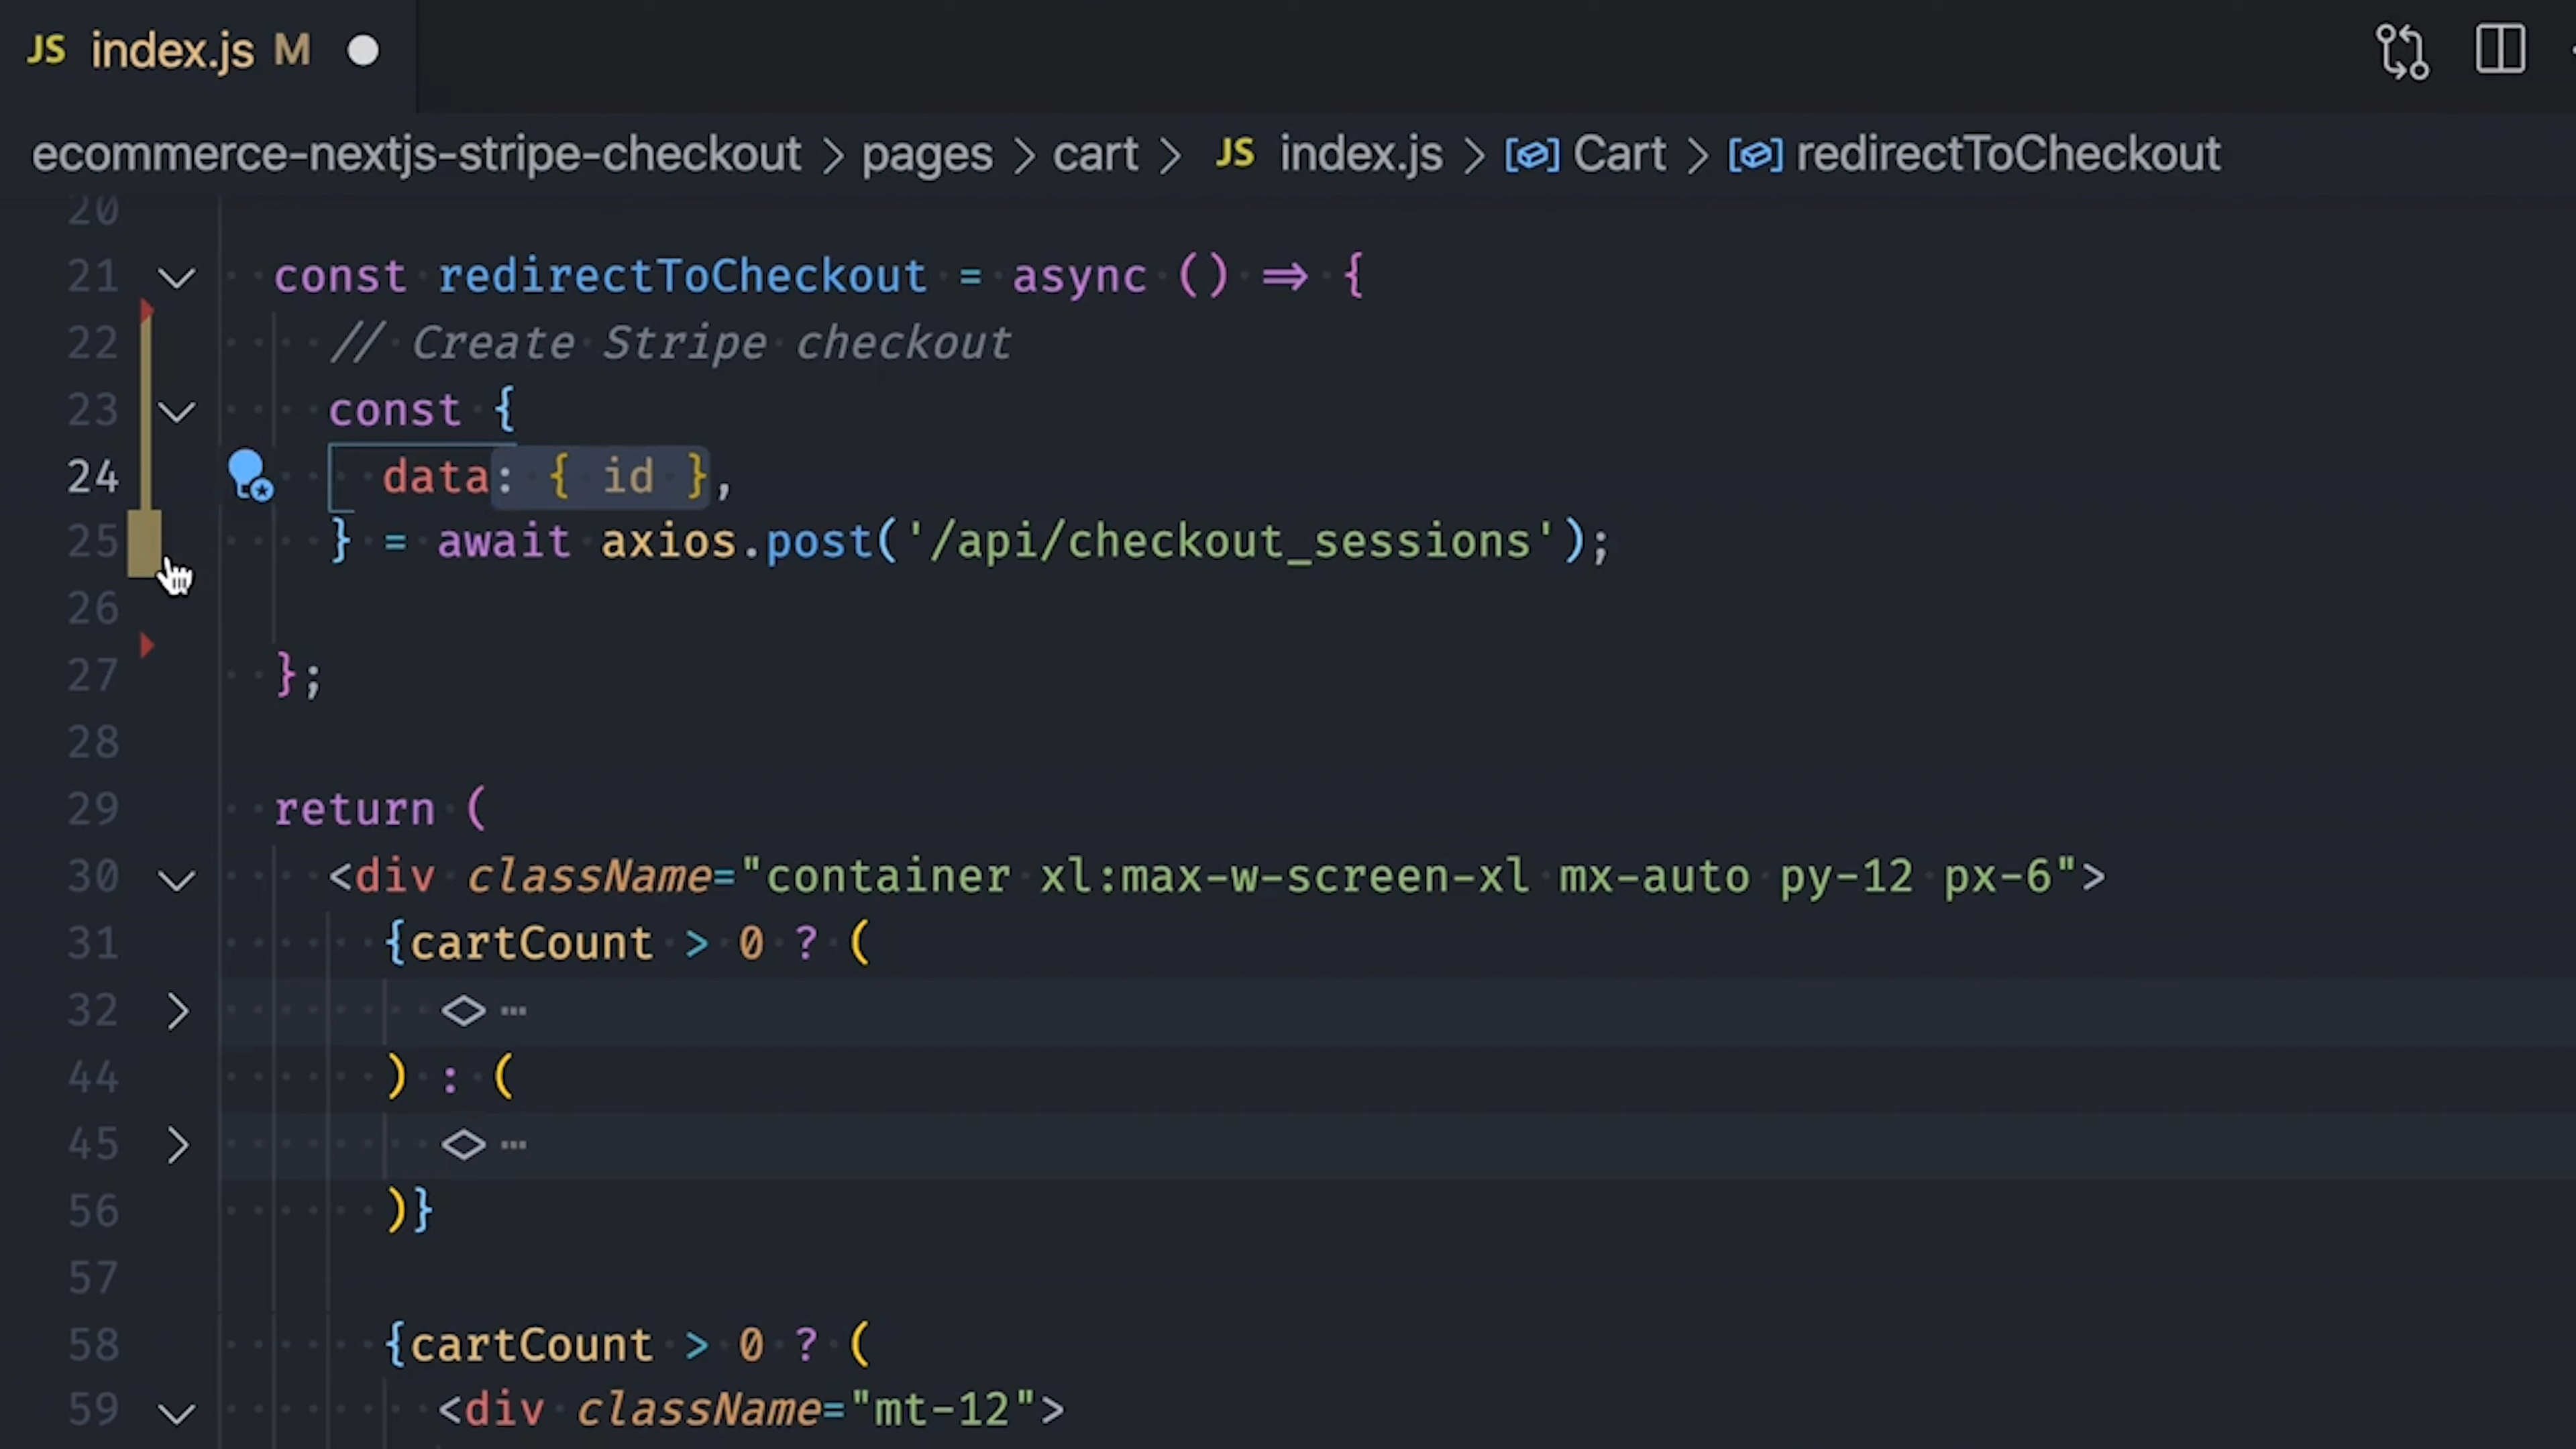 JS index.js M
ecommerce-nextjs-stripe-checkout > pages > cart > JS index.js > Cart > redirectToCheckout
20
21 const redirectToCheckout = async () => {
22 // Create Stripe checkout
23 const {
24 data: { id },
25 } = await axios.post('/api/checkout_sessions');
26
27 };
28
29 return (
30 <div className="container xl:max-w-screen-xl mx-auto py-12 px-6">
31 {cartCount > 0 ? (
32 <> ...
44 ) : (
45 <> ...
56 )}
57
58 {cartCount > 0 ? (
59 <div className="mt-12">